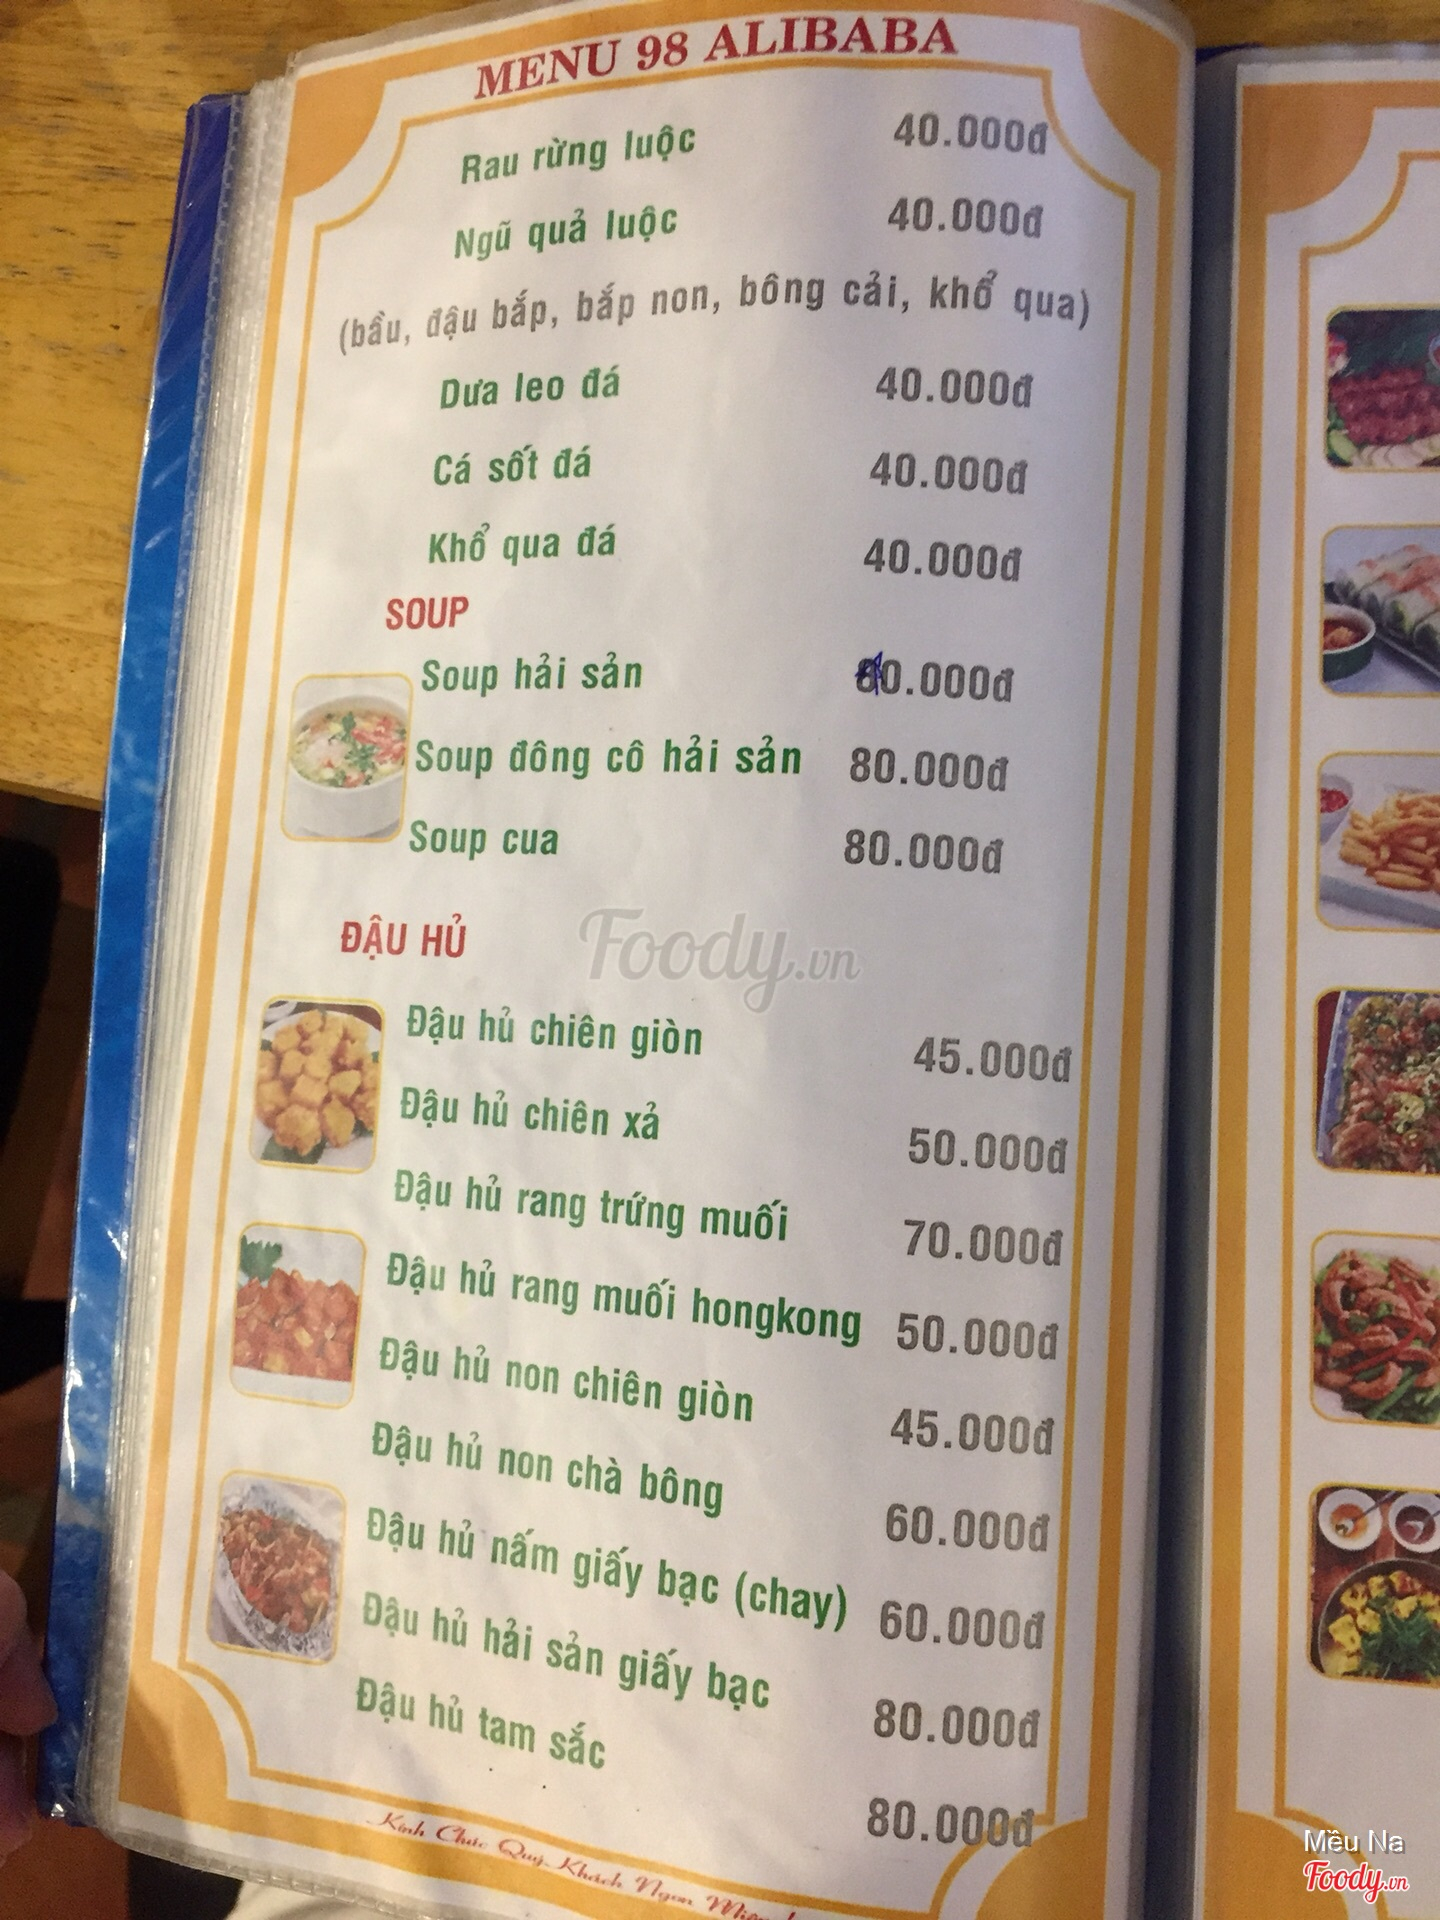 MENU 98 ALIBABA
Rau rừng luộc 40.000đ
Ngũ quả luộc 40.000đ
(bầu, đậu bắp, bắp non, bông cải, khổ qua)
Dưa leo đá 40.000đ
Cá sốt đá 40.000đ
Khổ qua đá 40.000đ
SOUP
Soup hải sản
Soup đông cô hải sản 80.000đ
Soup cua 80.000đ
Foody.vn
ĐẬU HỦ
Đậu hủ chiên giòn 45.000đ
Đậu hủ chiên xả 50.000đ
Đậu hủ rang trứng muối 70.000đ
Đậu hủ rang muối hongkong 50.000đ
Đậu hủ non chiên giòn 45.000đ
Đậu hủ non chà bông 60.000đ
Đậu hủ nấm giấy bạc (chay) 60.000đ
Đậu hủ hải sản giấy bạc 80.000đ
Đậu hủ tam sắc 80.000đ
Kính Chúc Quý Khách Ngon
Mều Na
Foody.vn